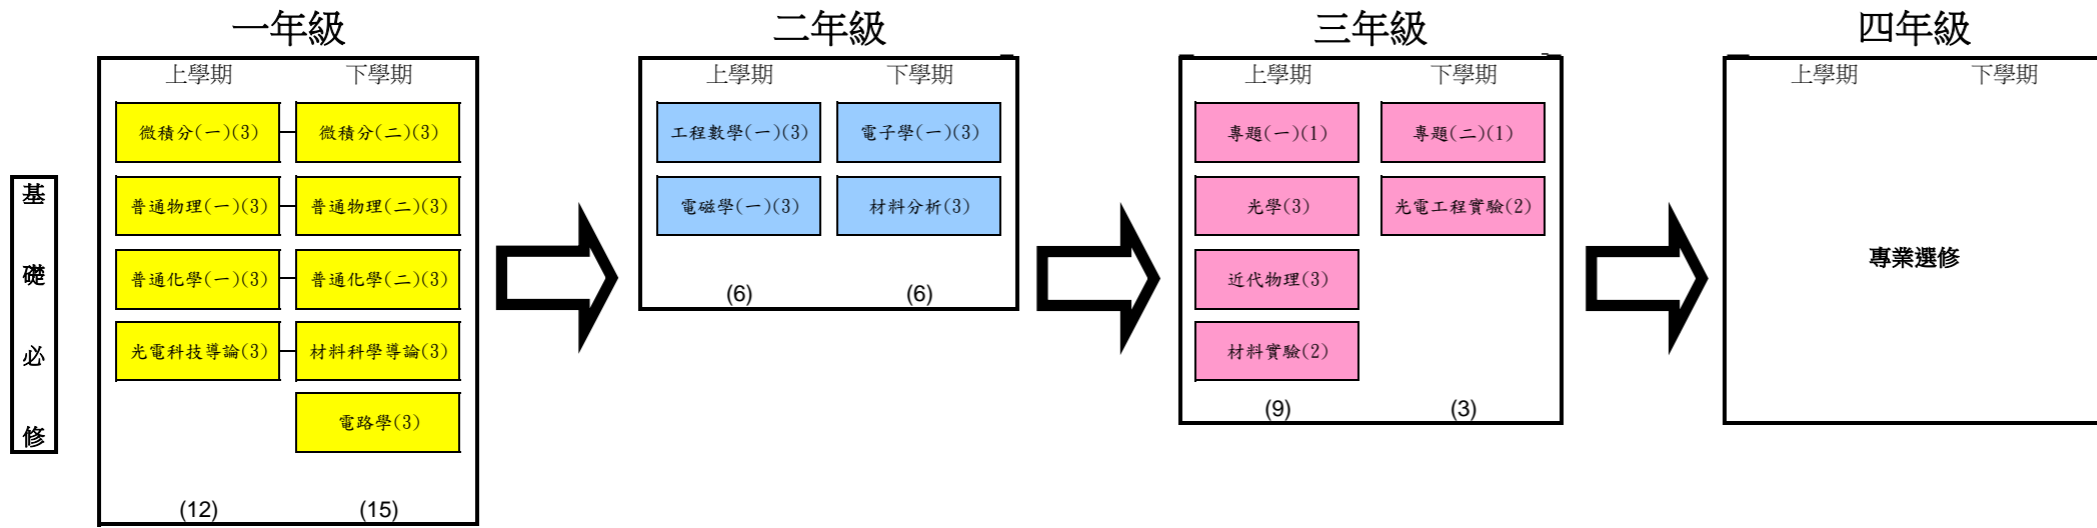 一年級
二年級
三年級
四年級
上學期 下學期
上學期 下學期
上學期 下學期
上學期 下學期
微積分(一)(3) 微積分(二)(3)
工程數學(一)(3) 電子學(一)(3)
專題(一)(1) 專題(二)(1)
基礎必修
普通物理(一)(3) 普通物理(二)(3)
電磁學(一)(3) 材料分析(3)
光學(3) 光電工程實驗(2)
普通化學(一)(3) 普通化學(二)(3)
(6) (6)
近代物理(3)
專業選修
光電科技導論(3) 材料科學導論(3)
材料實驗(2)
電路學(3)
(9) (3)
(12) (15)